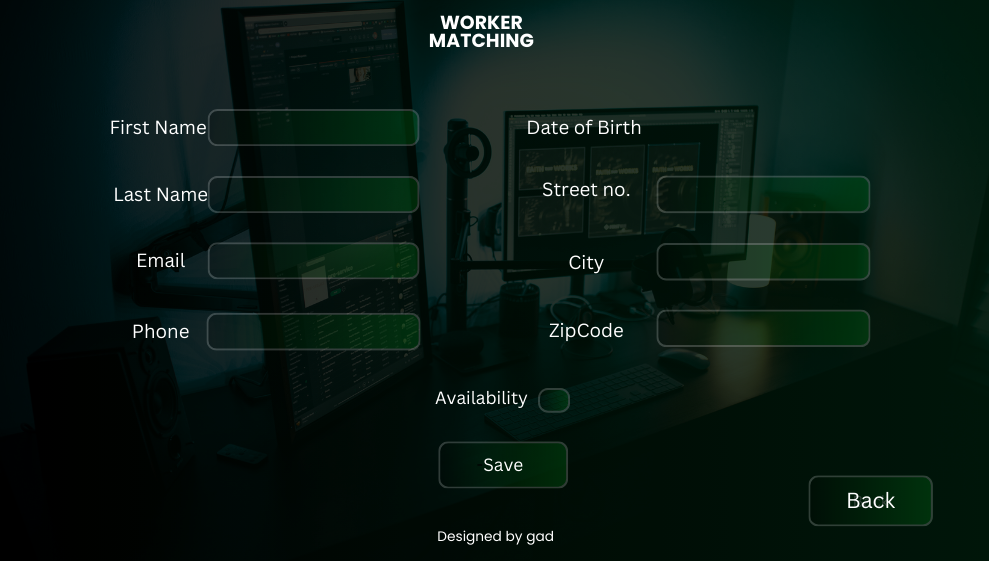 WORKER
MATCHING
First Name
Date of Birth
Last Name
Street no.
Email
City
Phone
ZipCode
Availability
Save
Back
Designed by gad